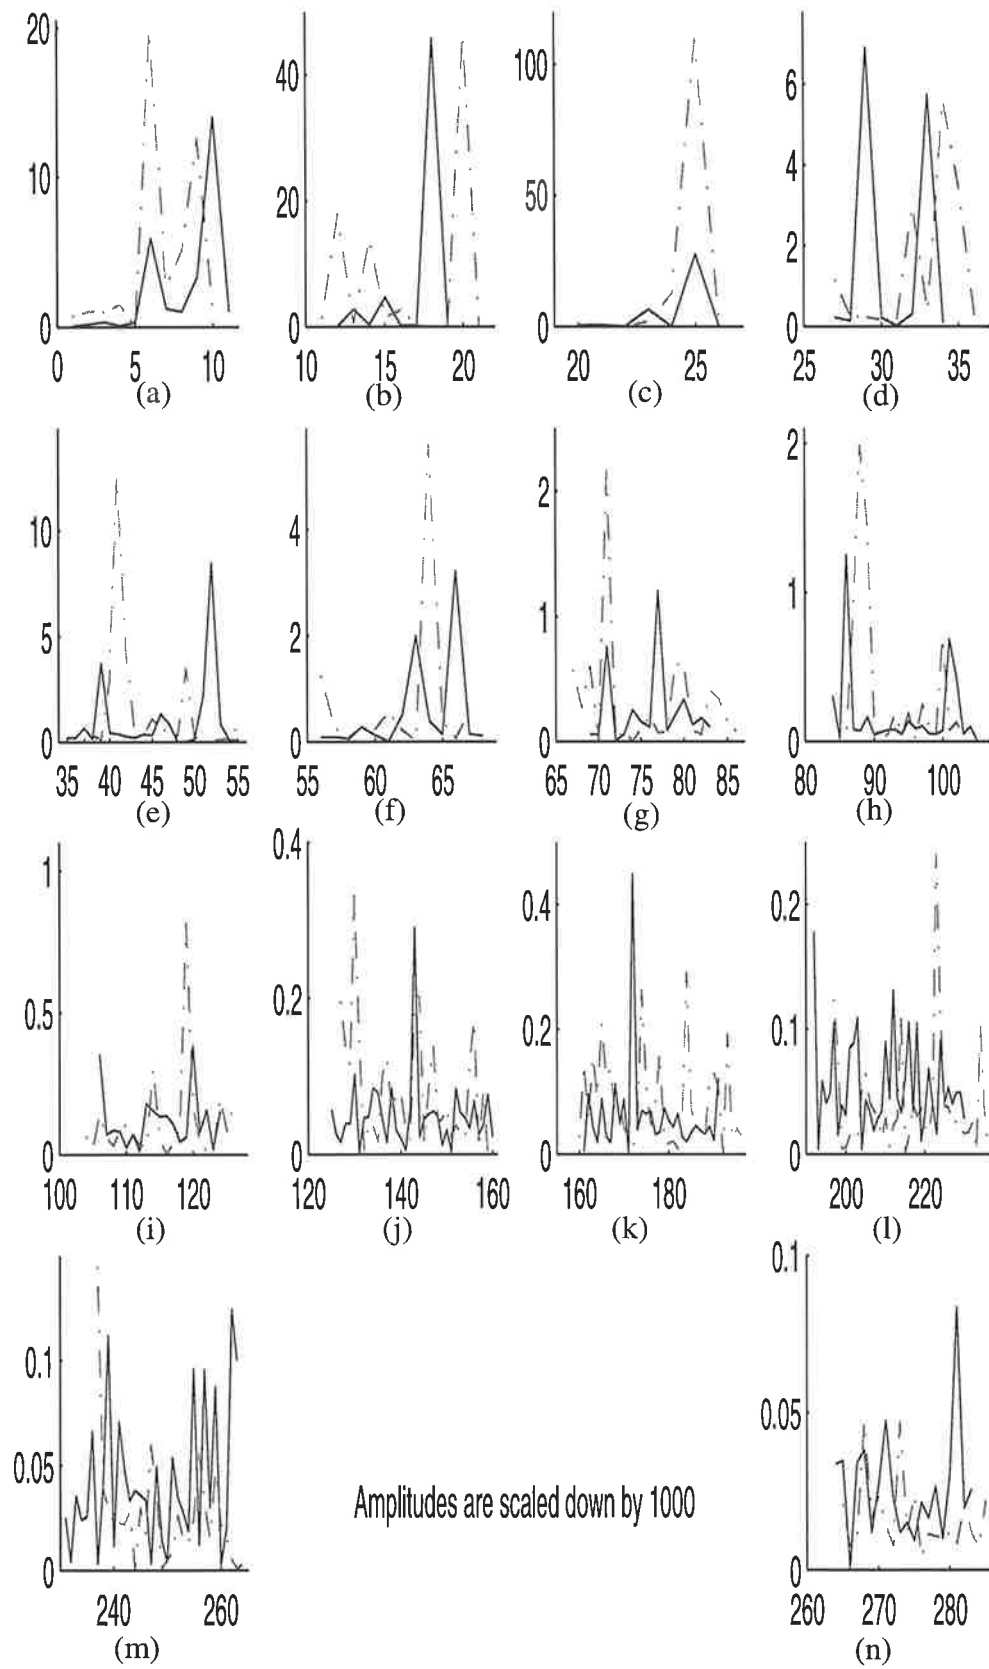 20
10
0
0 5 10
(a)
40
20
0
10 15 20
(b)
100
50
0
20 25
(c)
6
4
2
0
25 30 35
(d)
10
5
0
35 40 45 50 55
(e)
4
2
0
55 60 65
(f)
2
1
0
65 70 75 80 85
(g)
2
1
0
80 90 100
(h)
1
0.5
0
100 110 120
(i)
0.4
0.2
0
120 140 160
(j)
0.4
0.2
0
160 180
(k)
0.2
0.1
0
200 220
(l)
0.1
0.05
0
240 260
(m)
Amplitudes are scaled down by 1000
0.1
0.05
0
260 270 280
(n)